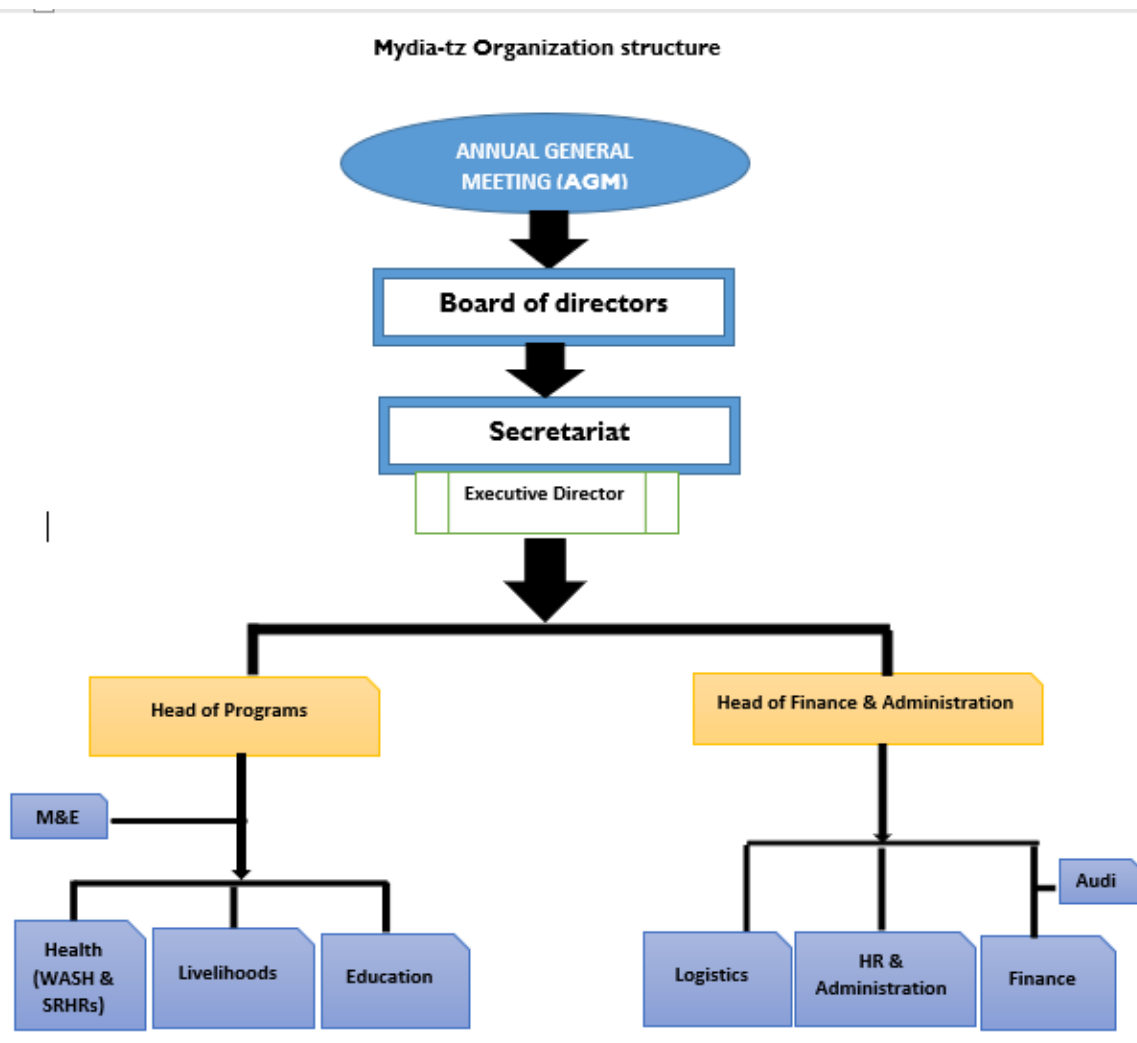 Mydia-tz Organization structure
ANNUAL GENERAL
MEETING (AGM)
Board of directors
Secretariat
Executive Director
Head of Programs
Head of Finance & Administration
M&E
Audi
Health
(WASH &
SRHRs)
Livelihoods
Education
Logistics
HR &
Administration
Finance